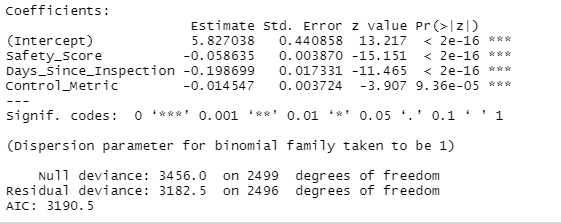 Coefficients:
Estimate Std. Error z value Pr(>|z|)
(Intercept) 5.827038 0.440858 13.217 < 2e-16 ***
Safety_Score -0.058635 0.003870 -15.151 < 2e-16 ***
Days_Since_Inspection -0.198699 0.017331 -11.465 < 2e-16 ***
Control_Metric -0.014547 0.003724 -3.907 9.36e-05 ***
---
Signif. codes: 0 ‘***’ 0.001 ‘**’ 0.01 ‘*’ 0.05 ‘.’ 0.1 ‘ ’ 1
(Dispersion parameter for binomial family taken to be 1)
Null deviance: 3456.0 on 2499 degrees of freedom
Residual deviance: 3182.5 on 2496 degrees of freedom
AIC: 3190.5